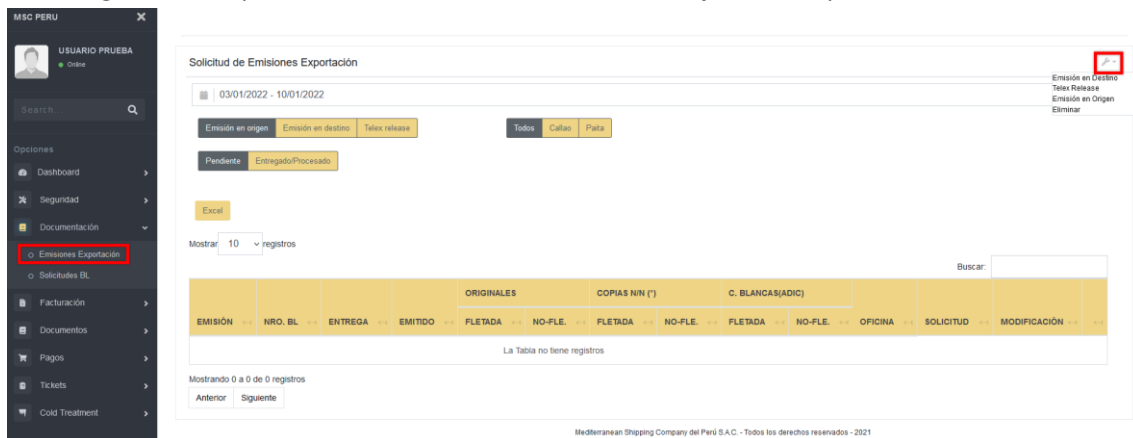 MSC PERU
USUARIO PRUEBA
Online
Search...
Opciones
Dashboard
Seguridad
Documentación
Emisiones Exportación
Solicitudes BL
Facturación
Documentos
Pagos
Tickets
Cold Treatment
Solicitud de Emisiones Exportación
Emisión en Destino
Telex Release
Emisión en Origen
Eliminar
03/01/2022 - 10/01/2022
Emisión en origen Emisión en destino Telex release Todos Callao Paita
Pendiente Entregado/Procesado
Excel
Mostrar 10 registros
Buscar:
ORIGINALES COPIAS N/N (*) C. BLANCAS(ADIC)
EMISIÓN NRO. BL ENTREGA EMITIDO FLETADA NO-FLE. FLETADA NO-FLE. FLETADA NO-FLE. OFICINA SOLICITUD MODIFICACIÓN
La Tabla no tiene registros
Mostrando 0 a 0 de 0 registros
Anterior Siguiente
Mediterranean Shipping Company del Perú S.A.C. - Todos los derechos reservados - 2021